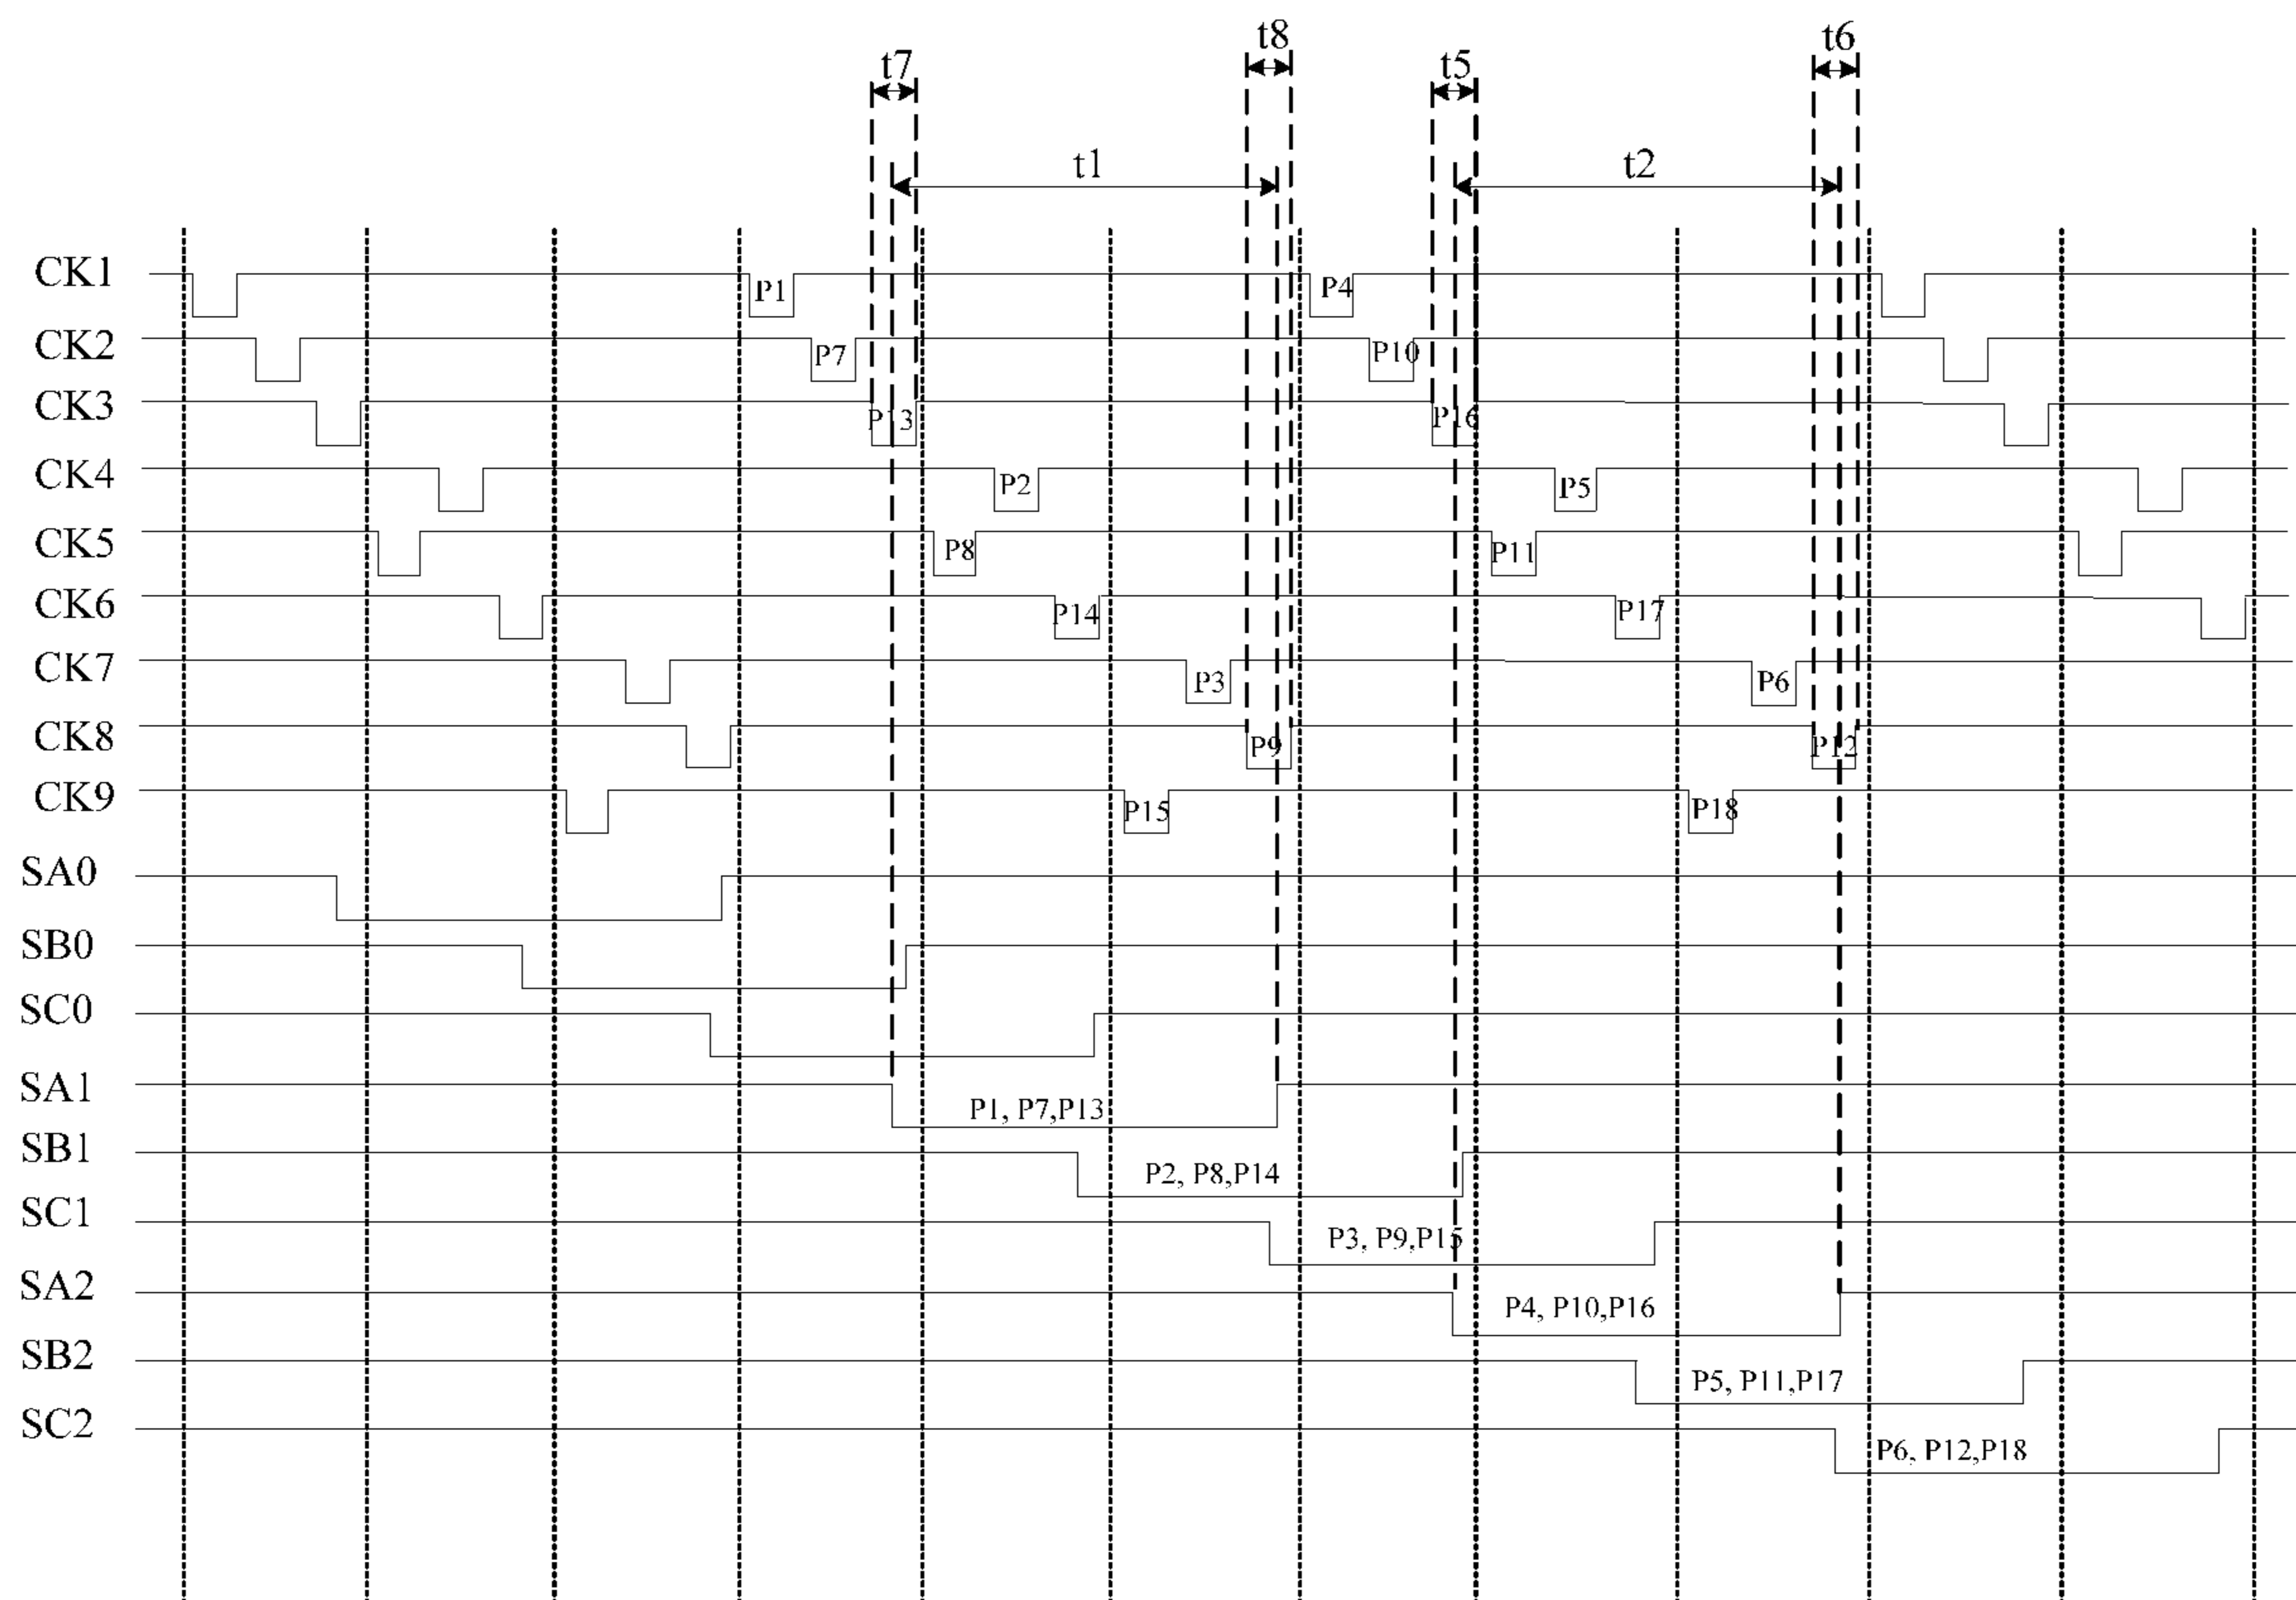 t8
t6
t7
t5
t1
t2
CK1
P1
P4
CK2
P7
P10
CK3
P13
P16
CK4
P2
P5
CK5
P8
P11
CK6
P14
P17
CK7
P3
P6
CK8
P9
P12
CK9
P15
P18
SA0
SB0
SC0
SA1
P1, P7,P13
SB1
P2, P8,P14
SC1
P3, P9,P15
SA2
P4, P10,P16
SB2
P5, P11,P17
SC2
P6, P12,P18